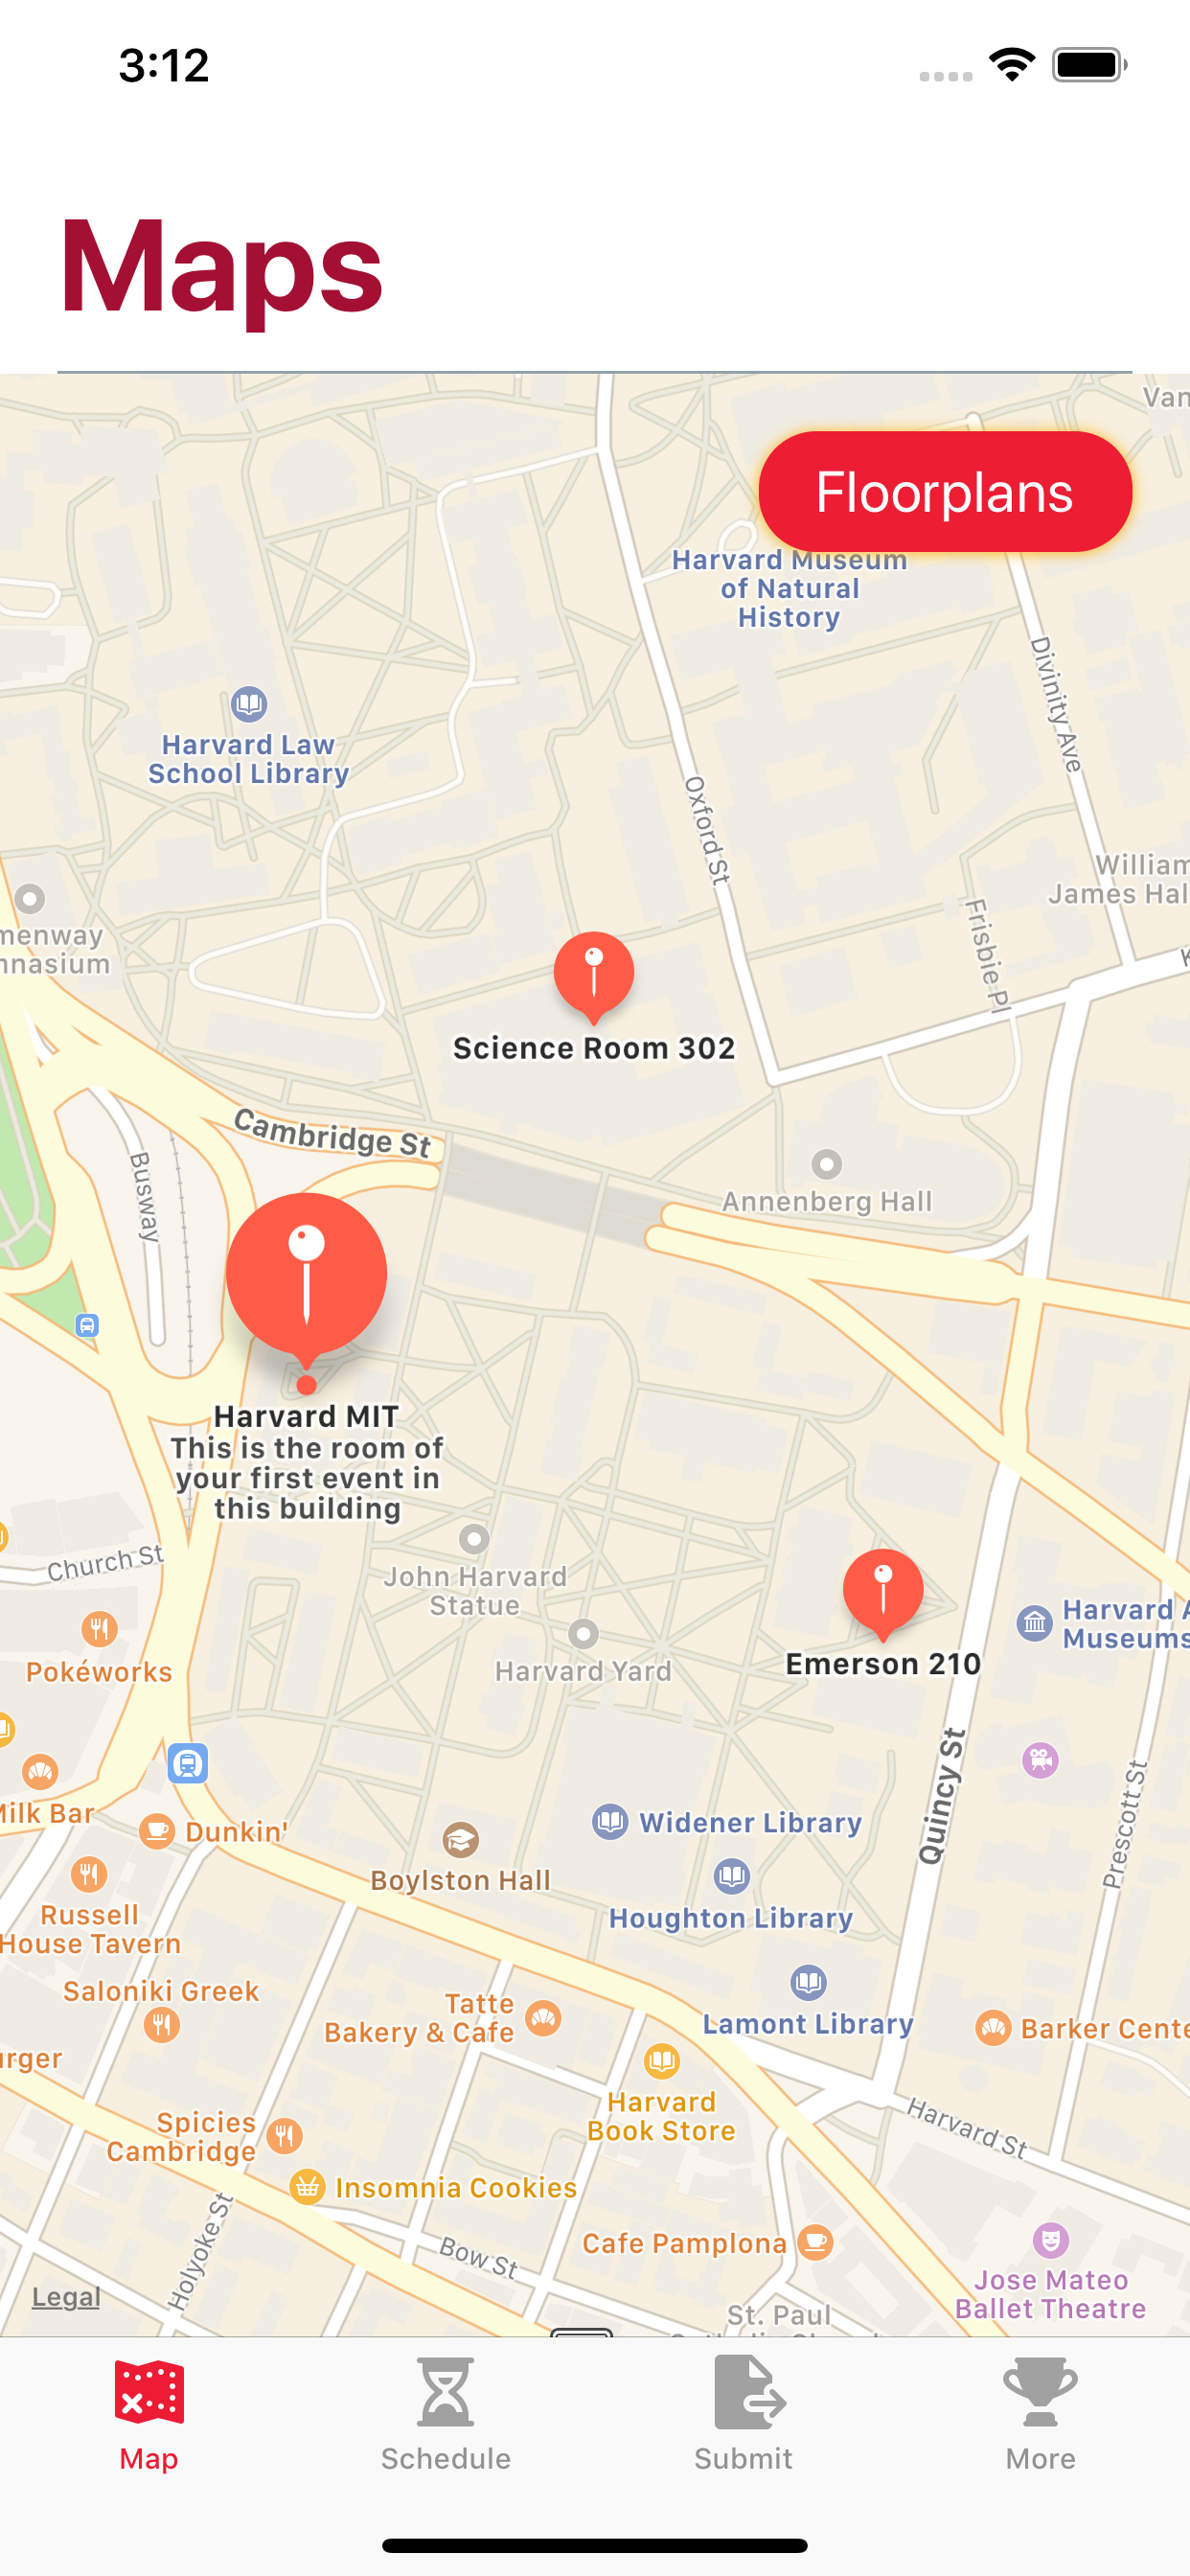 3:12
Maps
Van
Floorplans
Harvard Museum
of Natural
History
Divinity Ave
Harvard Law
School Library
Oxford St
William
James Hal
menway
nnasium
Frisbie Pl
K
Science Room 302
Cambridge St
Busway
Annenberg Hall
Harvard MIT
This is the room of
your first event in
this building
Church St
John Harvard
Statue
Harvard A
Museums
Pokéworks
Harvard Yard
Emerson 210
Quincy St
Prescott St
Milk Bar
Dunkin'
Widener Library
Boylston Hall
Houghton Library
Russell
House Tavern
Saloniki Greek
Tatte
Bakery & Cafe
Lamont Library
Barker Cente
urger
Harvard
Book Store
Harvard St
Spicies
Cambridge
Insomnia Cookies
Holyoke St
Bow St
Cafe Pamplona
Jose Mateo
Ballet Theatre
Legal
St. Paul
Map
Schedule
Submit
More